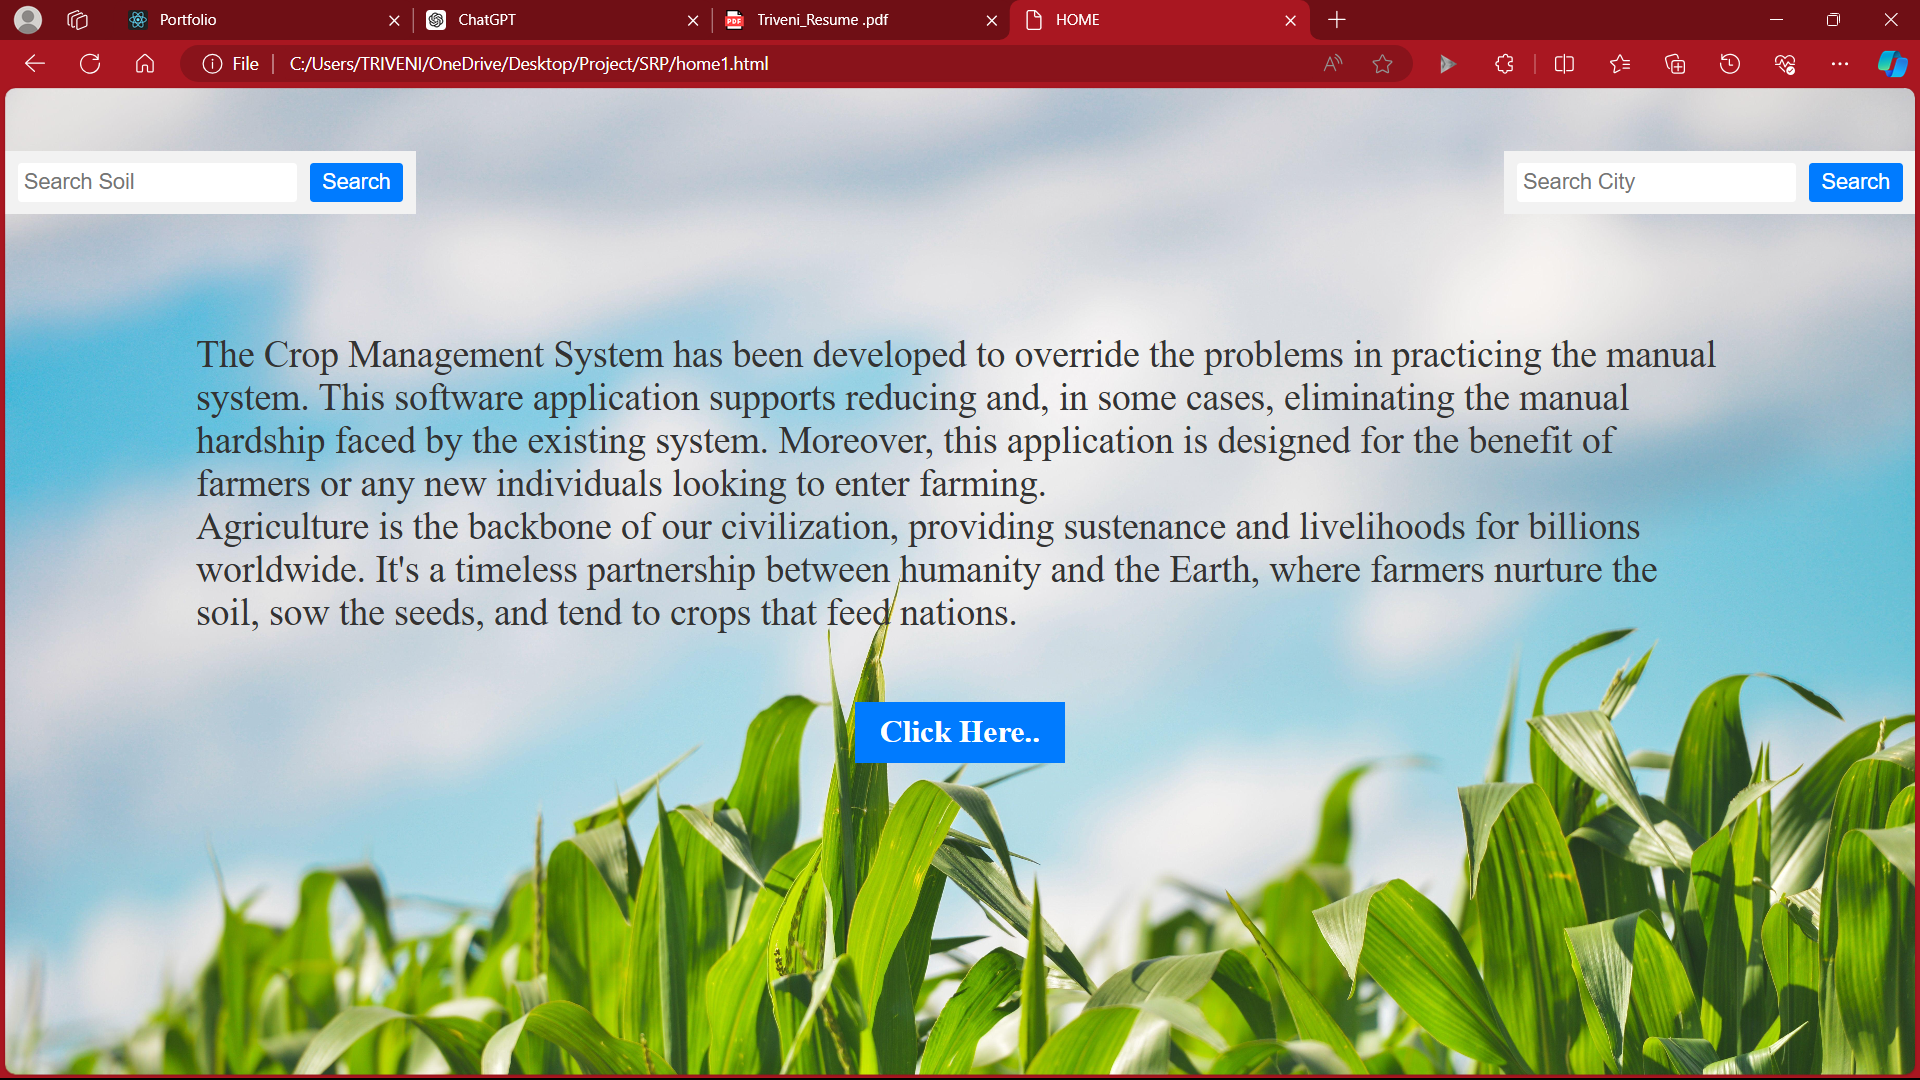 Portfolio
ChatGPT
Triveni_Resume .pdf
HOME
File
C:/Users/TRIVENI/OneDrive/Desktop/Project/SRP/home1.html
Search Soil
Search
Search City
Search
The Crop Management System has been developed to override the problems in practicing the manual
system. This software application supports reducing and, in some cases, eliminating the manual
hardship faced by the existing system. Moreover, this application is designed for the benefit of
farmers or any new individuals looking to enter farming.
Agriculture is the backbone of our civilization, providing sustenance and livelihoods for billions
worldwide. It's a timeless partnership between humanity and the Earth, where farmers nurture the
soil, sow the seeds, and tend to crops that feed nations.
Click Here..